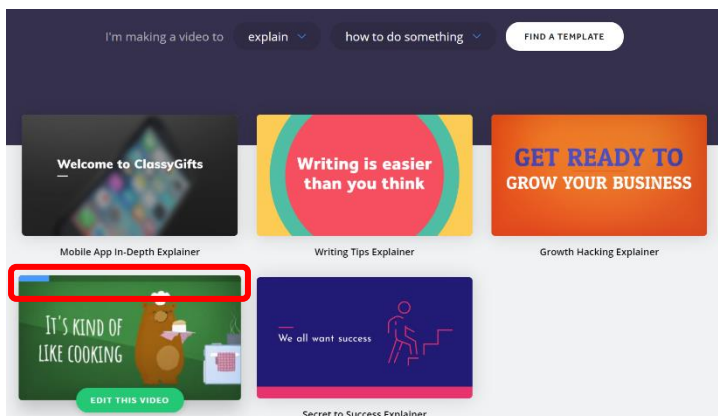 I'm making a video to explain how to do something FIND A TEMPLATE
Welcome to ClassyGifts
Writing is easier
than you think
GET READY TO
GROW YOUR BUSINESS
Mobile App In-Depth Explainer
Writing Tips Explainer
Growth Hacking Explainer
IT'S KIND OF
LIKE COOKING
We all want success
EDIT THIS VIDEO
Secret to Success Explainer